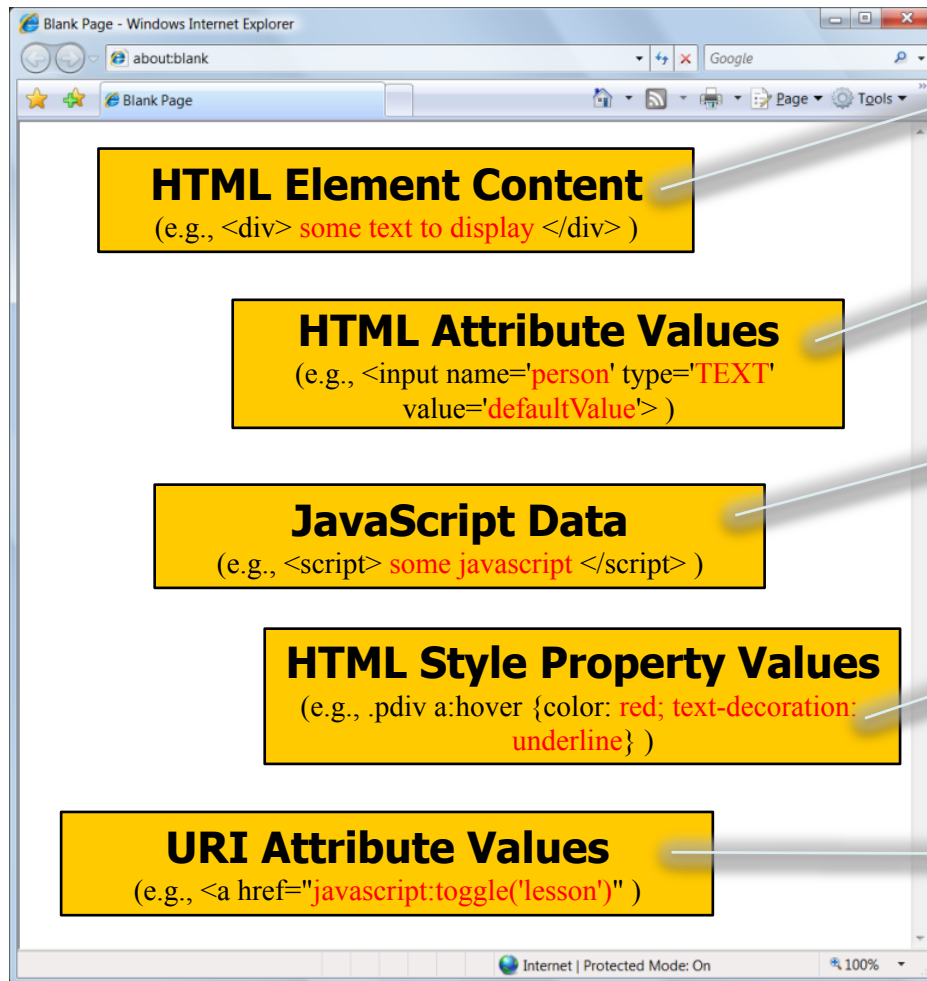 Blank Page - Windows Internet Explorer
about:blank
Google
Blank Page
Page
Tools
HTML Element Content
(e.g., <div> some text to display </div> )
HTML Attribute Values
(e.g., <input name='person' type='TEXT'
value='defaultValue'> )
JavaScript Data
(e.g., <script> some javascript </script> )
HTML Style Property Values
(e.g., .pdiv a:hover {color: red; text-decoration:
underline} )
URI Attribute Values
(e.g., <a href="javascript:toggle('lesson')" )
Internet | Protected Mode: On
100%